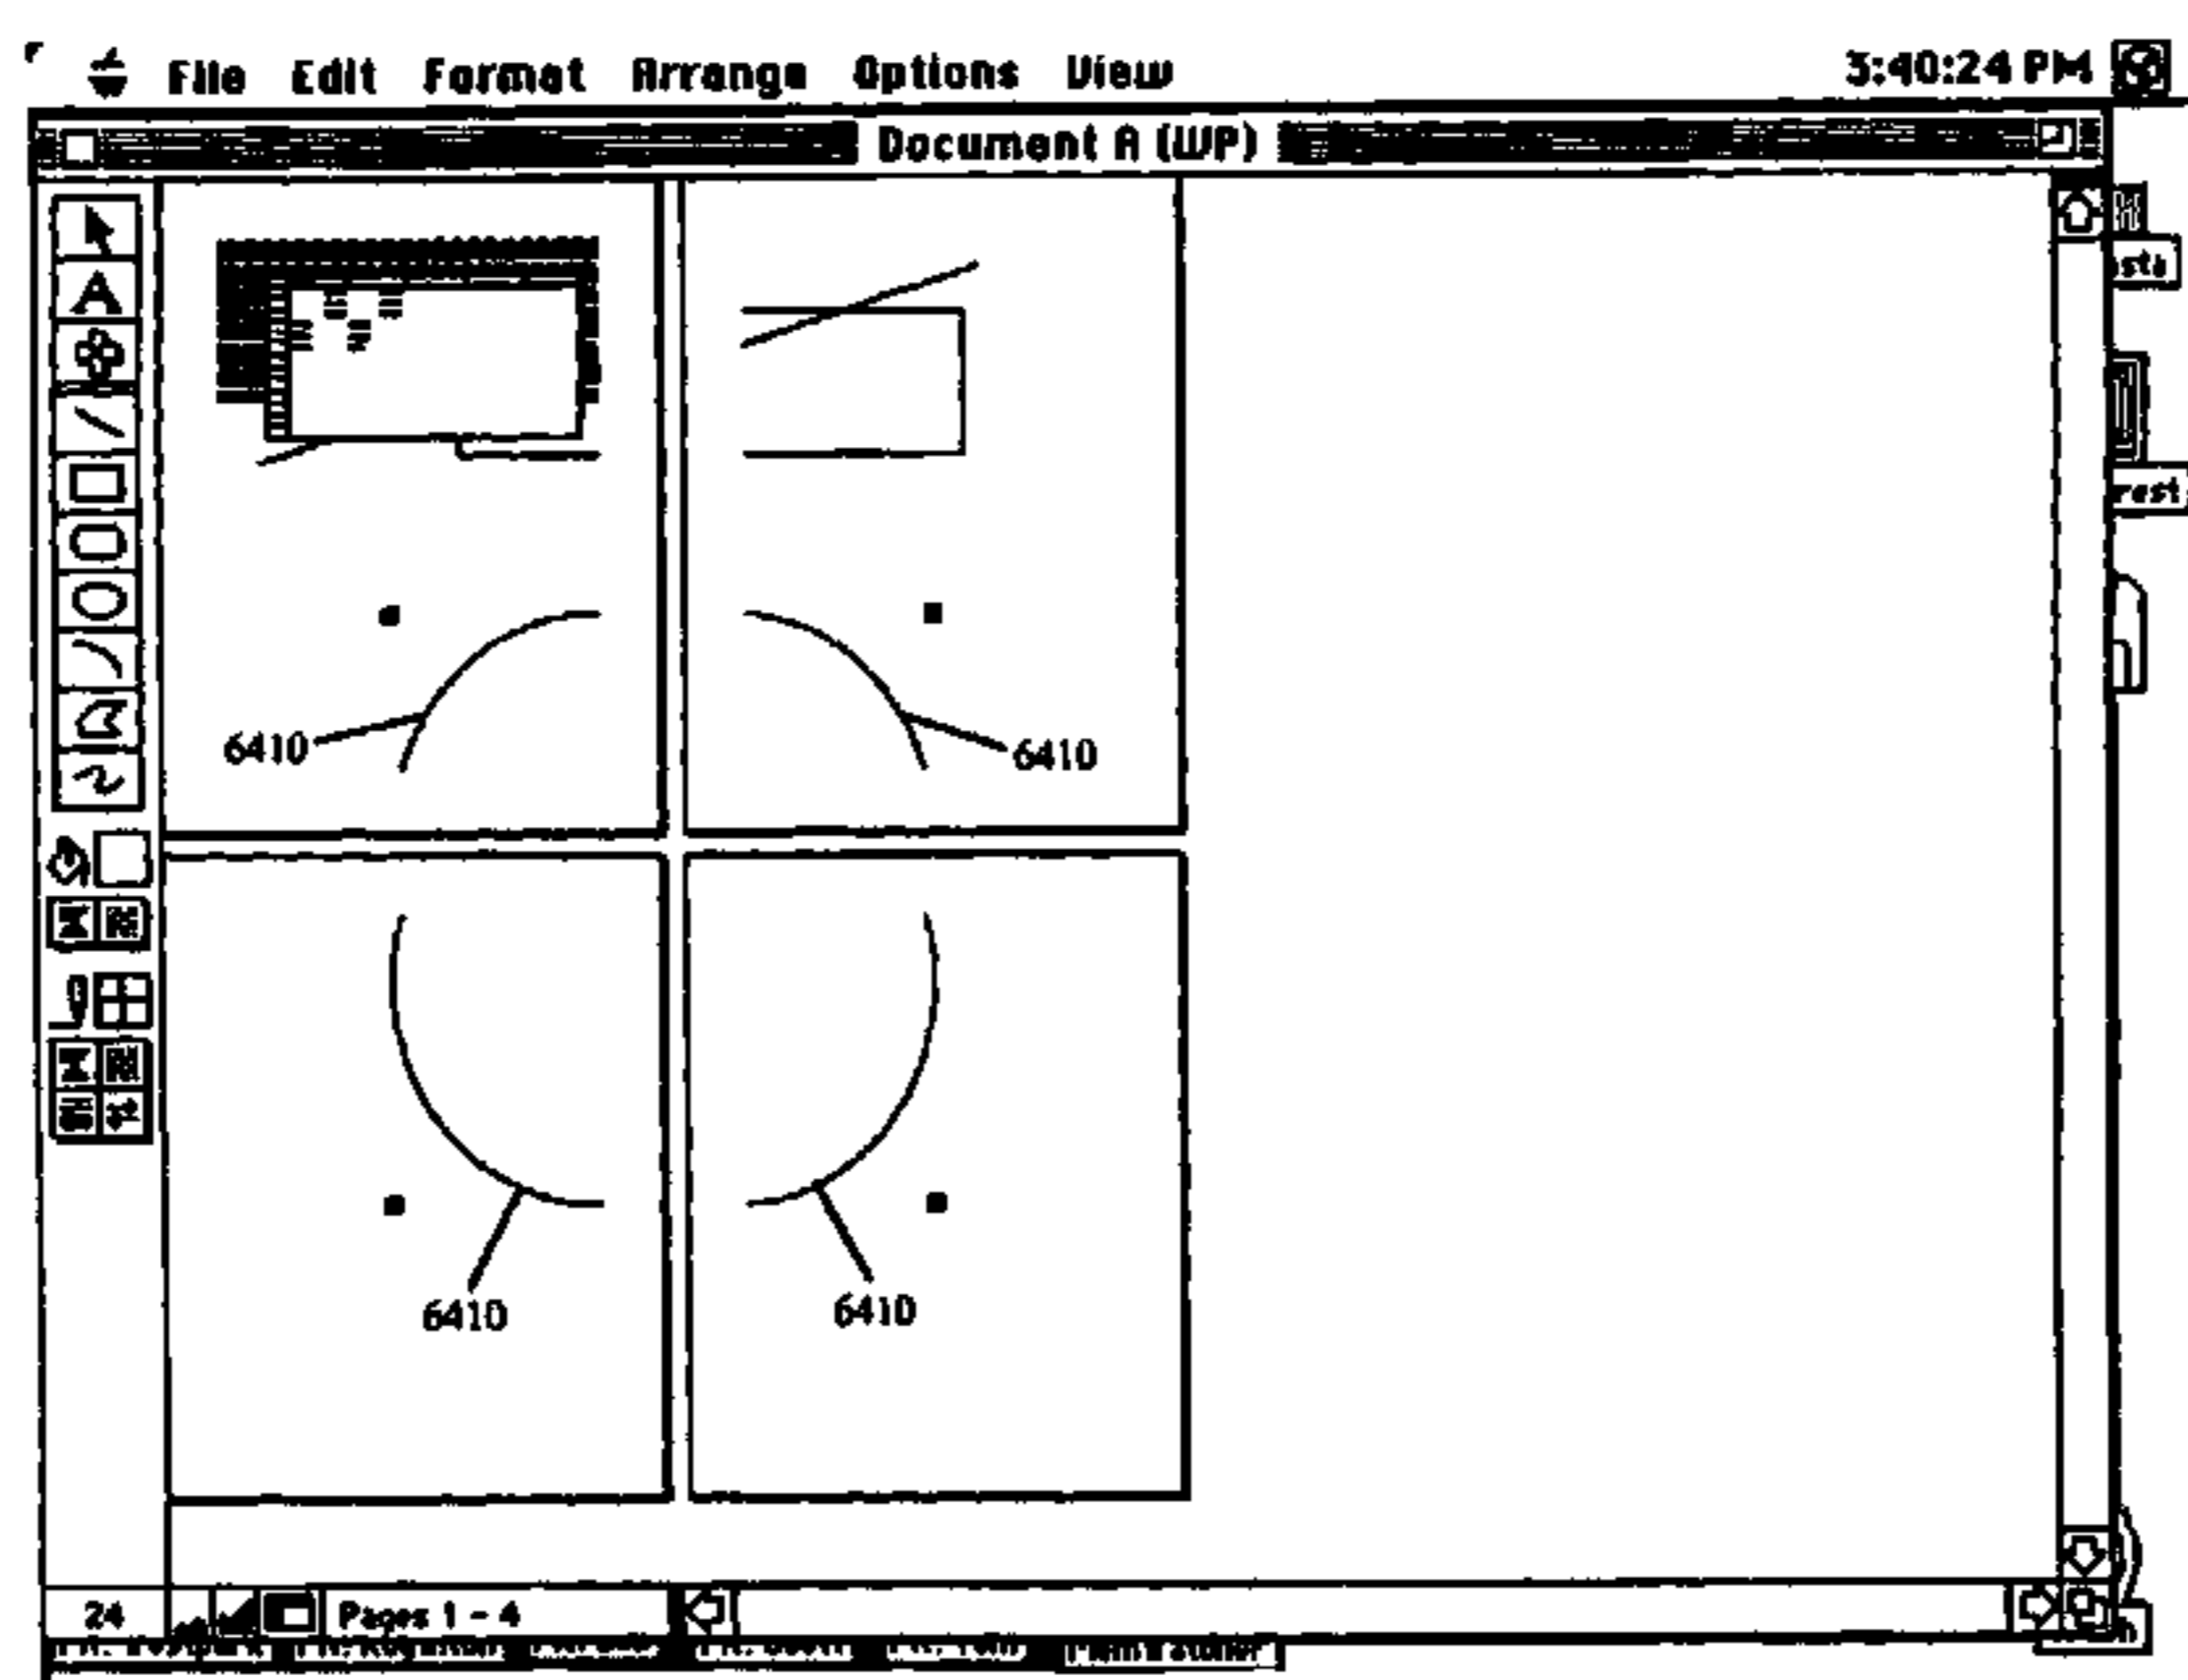 File Edit Format Arrange Options View 3:40:24 PM
Document A (WP)
A
6410
6410
6410
6410
24 Pages 1 - 4